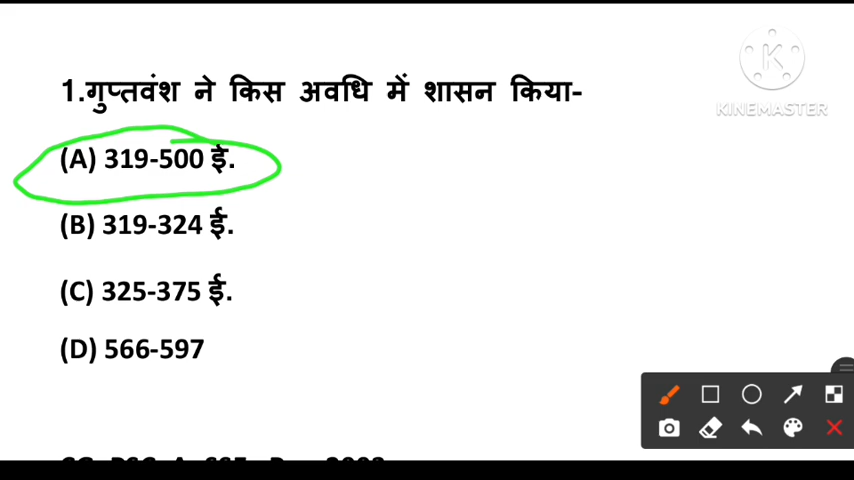 KINEMASTER
1.गुप्तवंश ने किस अवधि में शासन किया-
(A) 319-500 ई.
(B) 319-324 ई.
(C) 325-375 ई.
(D) 566-597